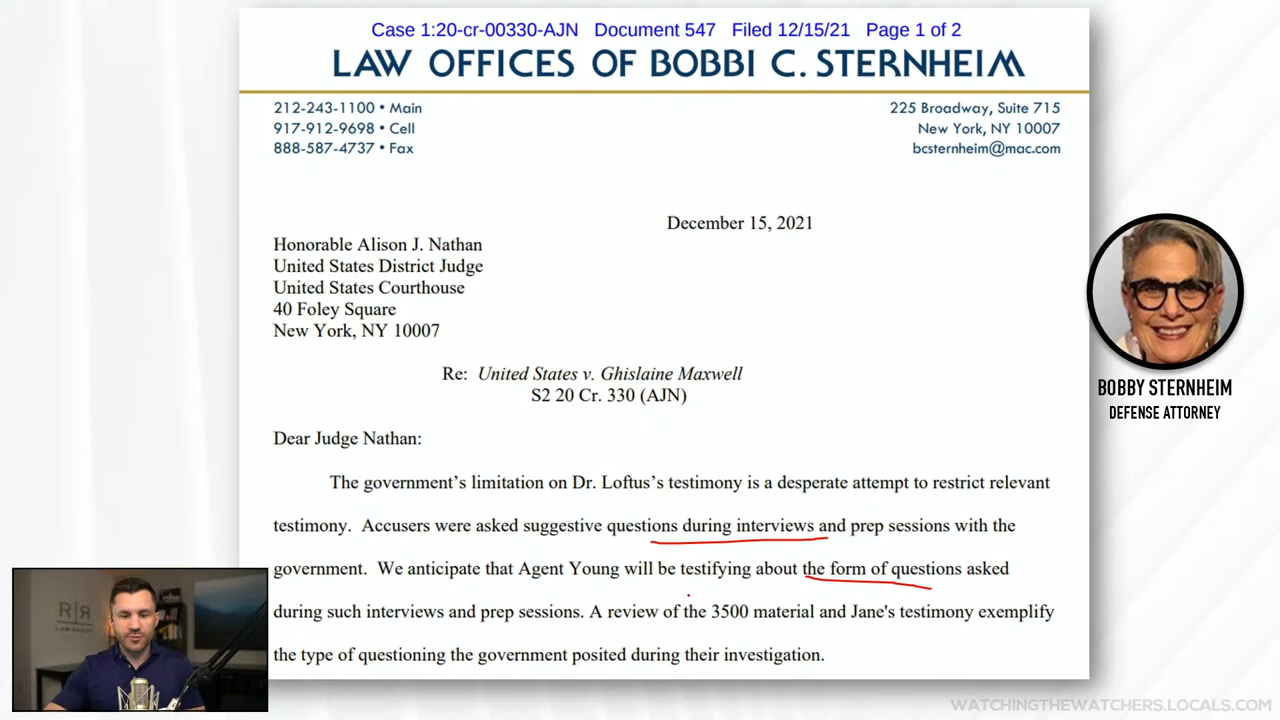 Case 1:20-cr-00330-AJN Document 547 Filed 12/15/21 Page 1 of 2
LAW OFFICES OF BOBBI C. STERNHEIM
212-243-1100 • Main
917-912-9698 • Cell
888-587-4737 • Fax
225 Broadway, Suite 715
New York, NY 10007
bcsternheim@mac.com
December 15, 2021
Honorable Alison J. Nathan
United States District Judge
United States Courthouse
40 Foley Square
New York, NY 10007
Re: United States v. Ghislaine Maxwell
S2 20 Cr. 330 (AJN)
Dear Judge Nathan:
The government's limitation on Dr. Loftus's testimony is a desperate attempt to restrict relevant
testimony. Accusers were asked suggestive questions during interviews and prep sessions with the
government. We anticipate that Agent Young will be testifying about the form of questions asked
during such interviews and prep sessions. A review of the 3500 material and Jane's testimony exemplify
the type of questioning the government posited during their investigation.
BOBBY STERNHEIM
DEFENSE ATTORNEY
R|R
LAW GROUP
WATCHINGTHEWATCHERS.LOCALS.COM